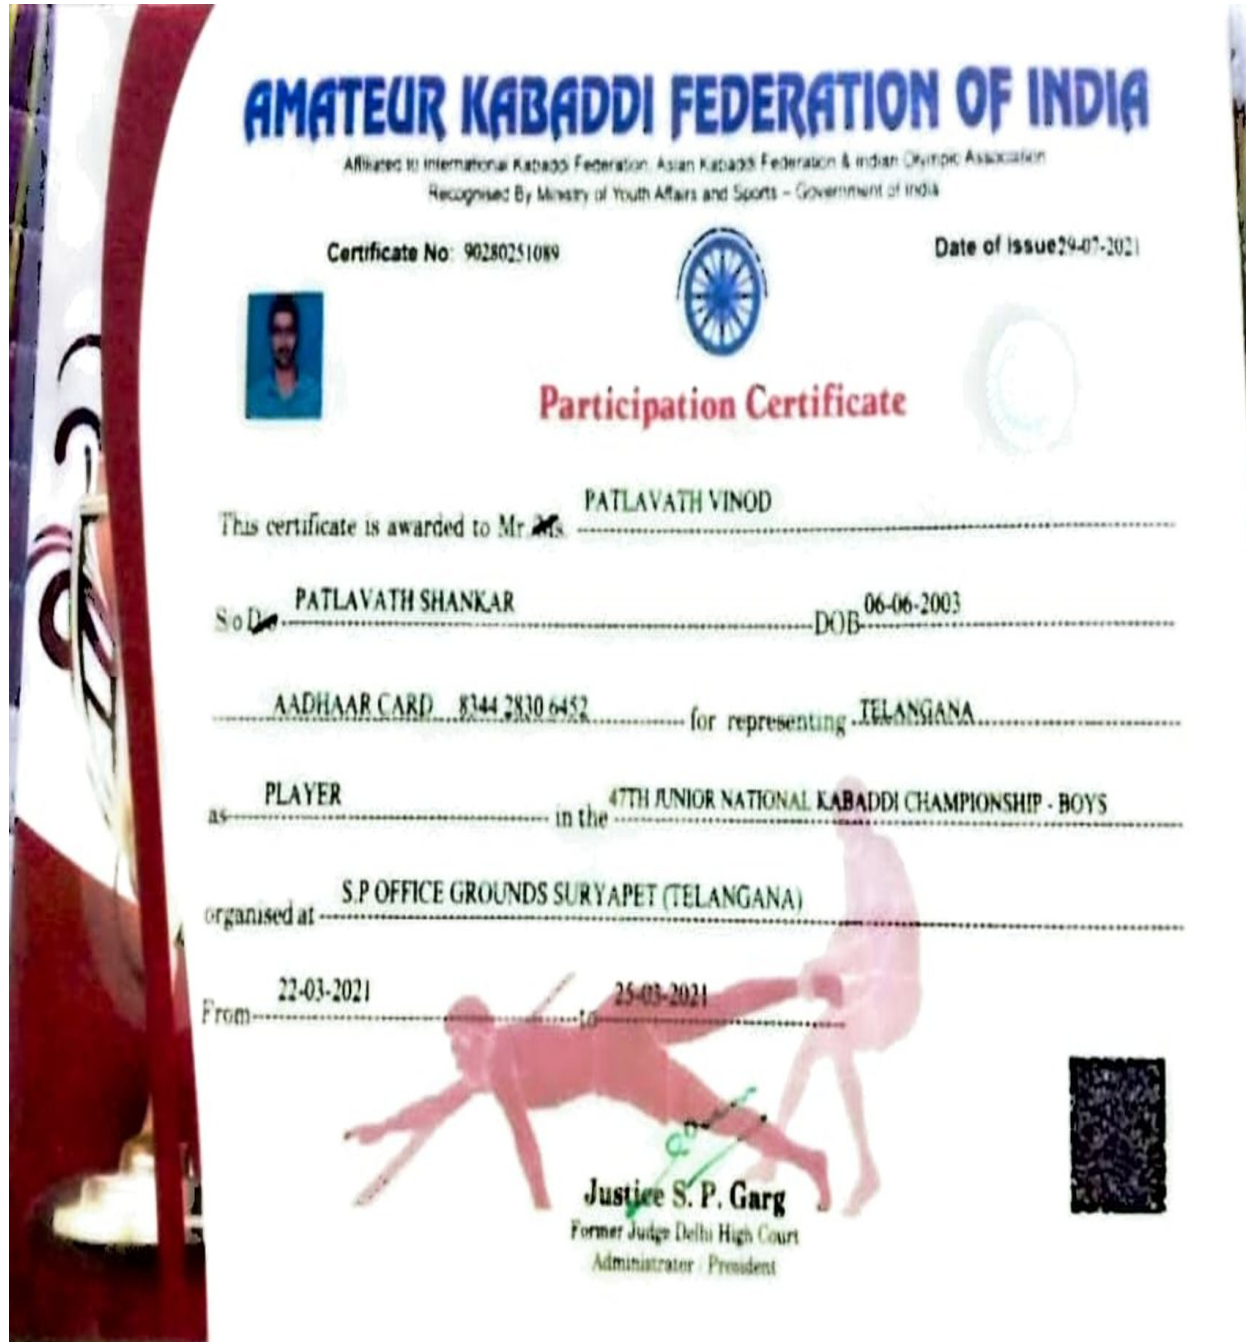 AMATEUR KABADDI FEDERATION OF INDIA
Affiliated to International Kabaddi Federation, Asian Kabaddi Federation & Indian Olympic Association
Recognised By Ministry of Youth Affairs and Sports – Government of India
Certificate No: 90280251089
Date of issue 29-07-2021
Participation Certificate
This certificate is awarded to Mr Ms. PATLAVATH VINOD
S o D o PATLAVATH SHANKAR DOB 06-06-2003
AADHAAR CARD 8344 2830 6452 for representing TELANGANA
as PLAYER in the 47TH JUNIOR NATIONAL KABADDI CHAMPIONSHIP - BOYS
organised at S.P OFFICE GROUNDS SURYAPET (TELANGANA)
From 22-03-2021 to 25-03-2021
Justice S. P. Garg
Former Judge Delhi High Court
Administrator / President